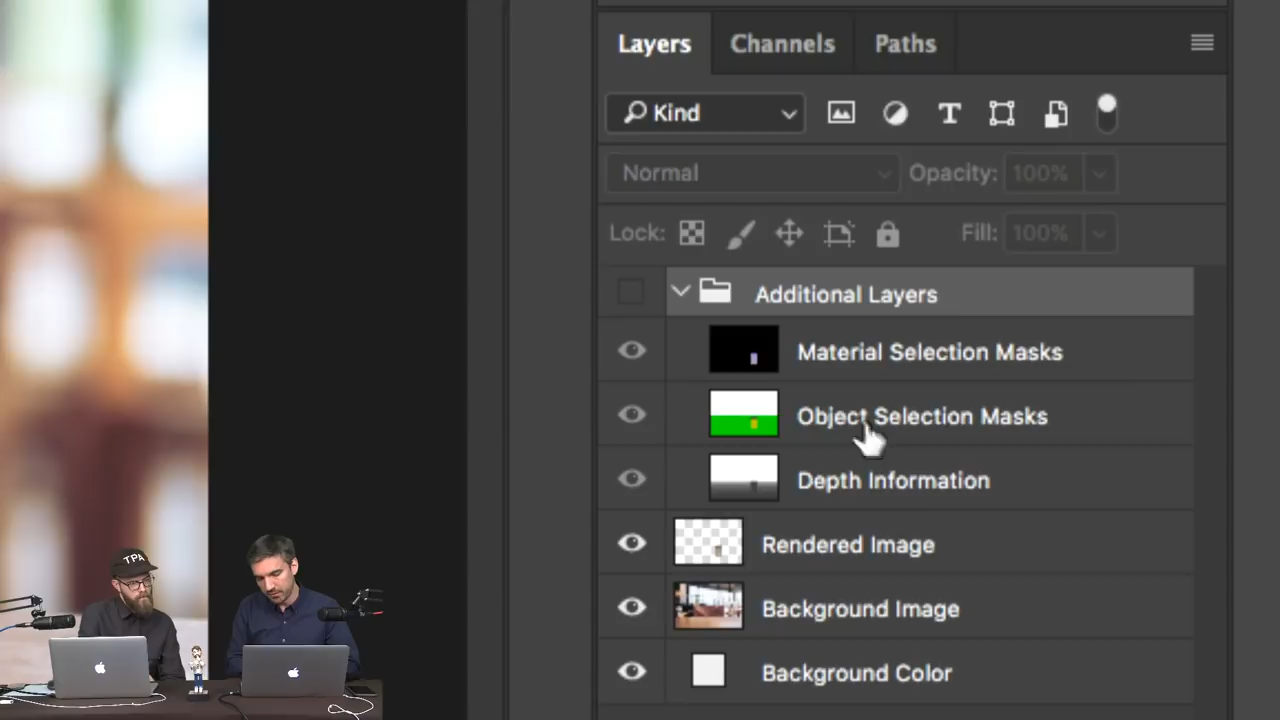 Layers Channels Paths
Kind
Normal Opacity: 100%
Lock: Fill: 100%
Additional Layers
Material Selection Masks
Object Selection Masks
Depth Information
Rendered Image
Background Image
Background Color
TPA